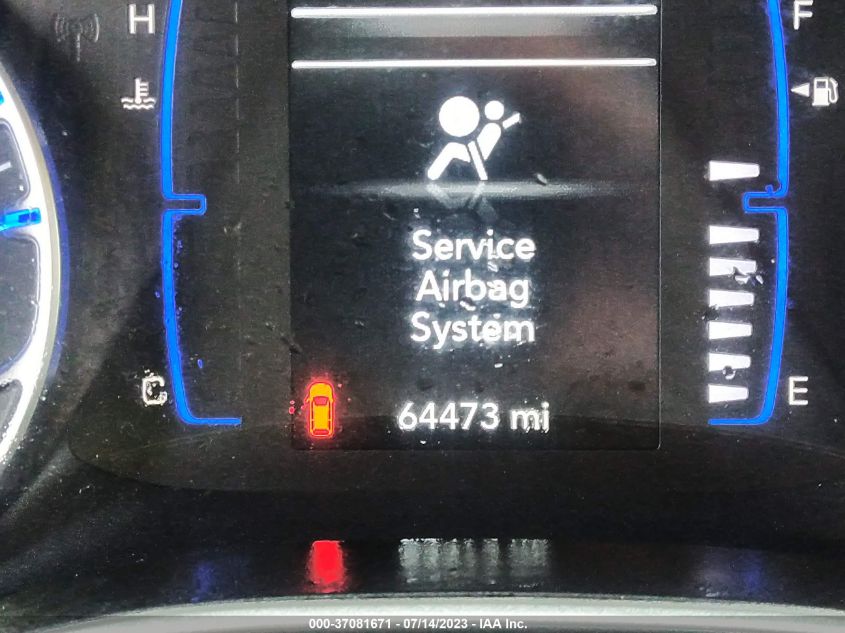 H
F
Service
Airbag
System
C
E
64473 mi
000-37081671 - 07/14/2023 - IAA Inc.